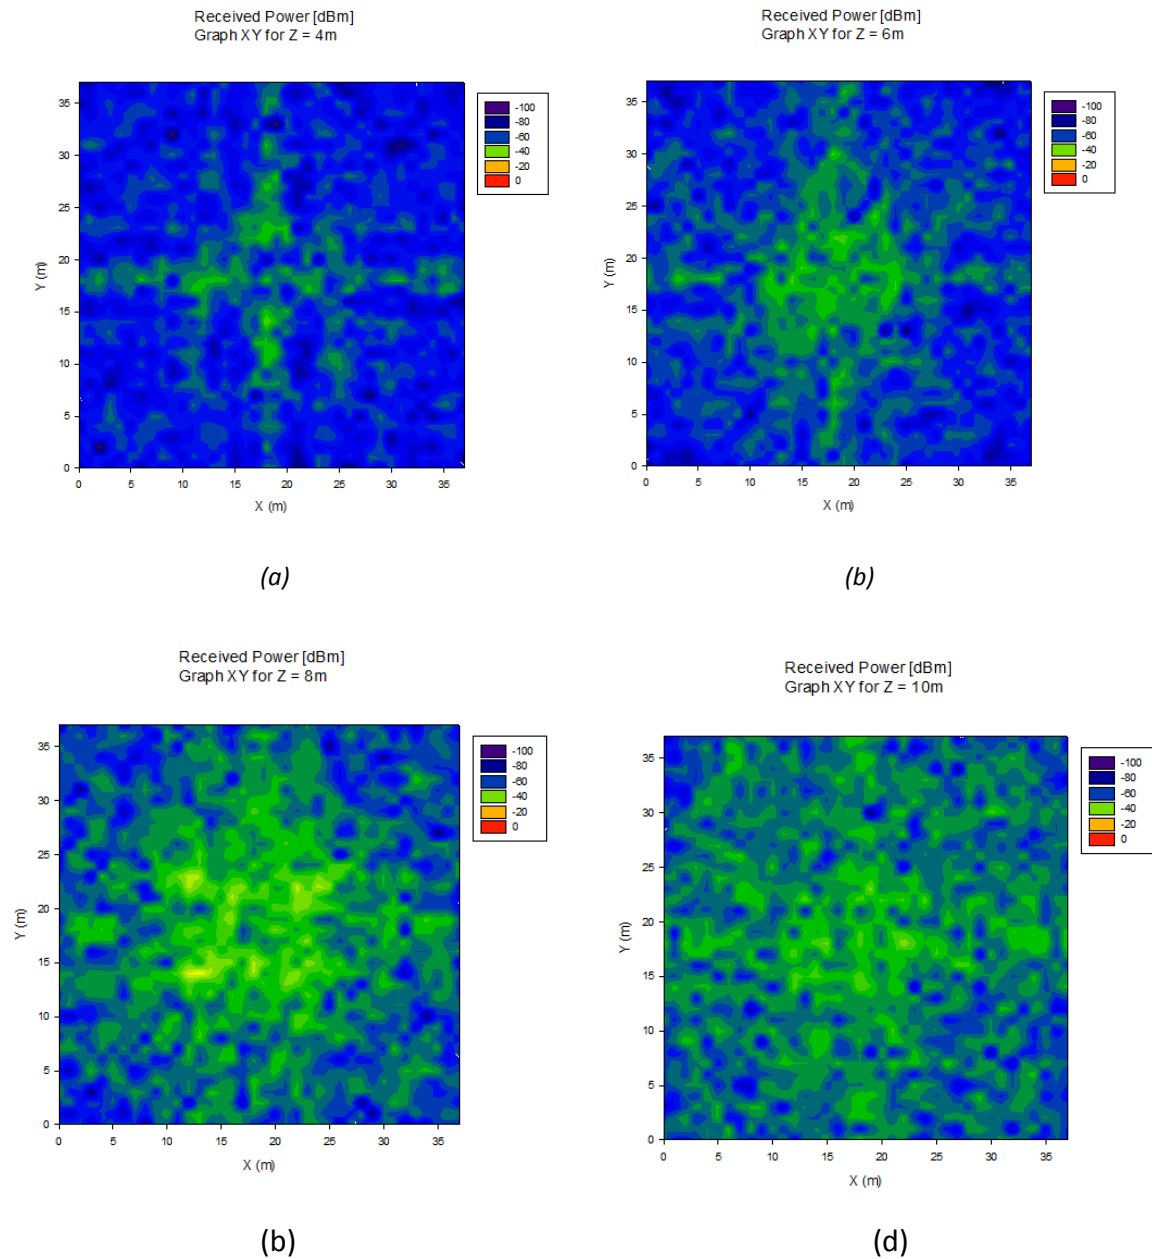 Received Power [dBm]
Graph XY for Z = 4m
35
30
25
20
15
10
5
0
Y (m)
0 5 10 15 20 25 30 35
X (m)
-100
-80
-60
-40
-20
0
(a)
Received Power [dBm]
Graph XY for Z = 6m
35
30
25
20
15
10
5
0
Y (m)
0 5 10 15 20 25 30 35
X (m)
-100
-80
-60
-40
-20
0
(b)
Received Power [dBm]
Graph XY for Z = 8m
35
30
25
20
15
10
5
0
Y (m)
0 5 10 15 20 25 30 35
X (m)
-100
-80
-60
-40
-20
0
(b)
Received Power [dBm]
Graph XY for Z = 10m
35
30
25
20
15
10
5
0
Y (m)
0 5 10 15 20 25 30 35
X (m)
-100
-80
-60
-40
-20
0
(d)